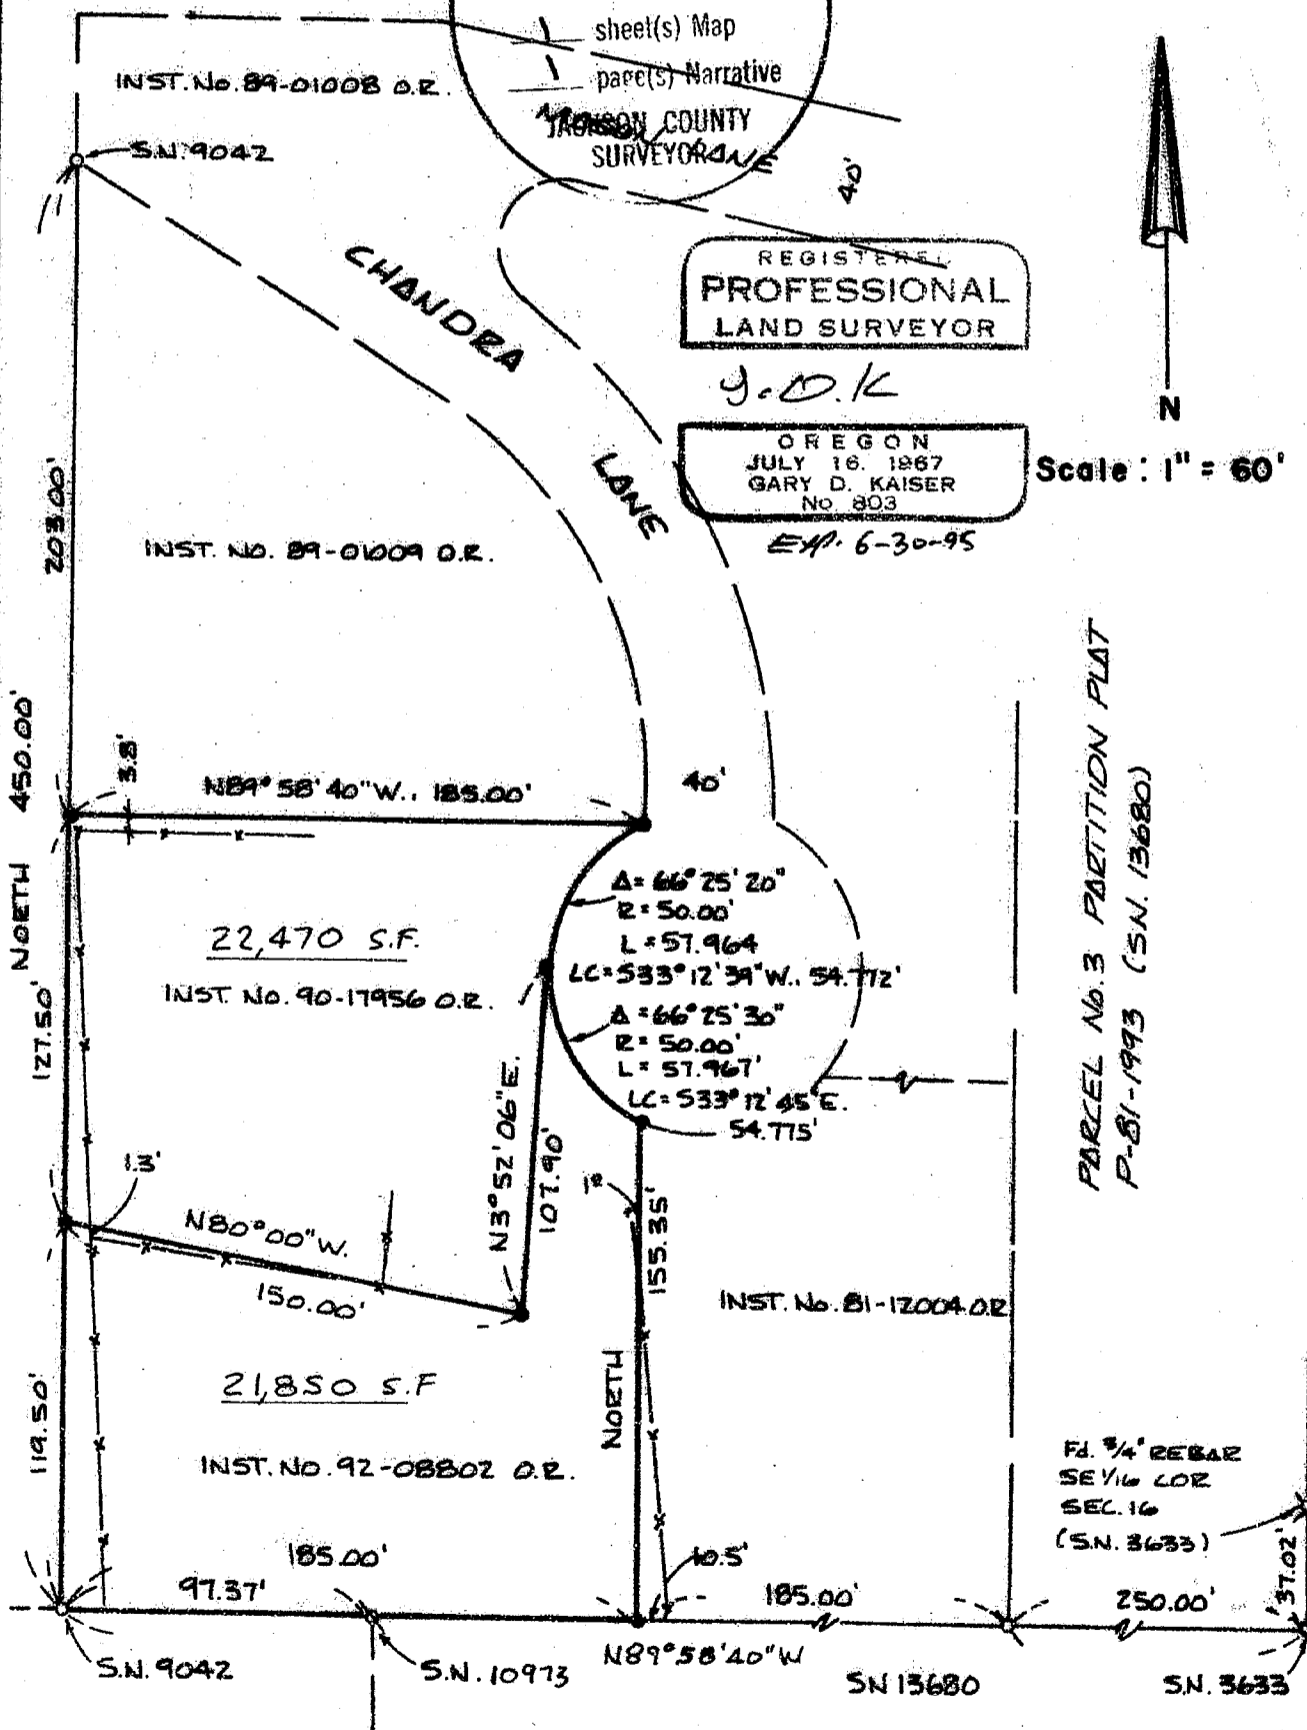 sheet(s) Map
page(s) Narrative
JACKSON COUNTY
SURVEYOR
LANE
INST. No. 89-01008 O.R.
S.N. 9042
40'
CHANDRA
LANE
REGISTERED
PROFESSIONAL
LAND SURVEYOR
OREGON
JULY 16. 1967
GARY D. KAISER
No 803
EXP. 6-30-95
N
Scale : 1" = 60'
203.00'
INST. NO. 89-01009 O.R.
NORTH 450.00'
3.8'
N89°58'40"W.. 185.00'
40'
PARCEL No. 3 PARTITION PLAT
P-81-1993 (S.N. 13680)
Δ= 66°25'20"
R= 50.00'
L = 57.964
LC= S33°12'39"W.. 54.772'
22,470 S.F.
INST. No. 90-17956 O.R.
127.50'
Δ = 66°25'30"
R= 50.00'
L= 57.967'
LC= S33°12'45"E.
54.775'
N3°52'06"E.
107.90'
1.3'
N80°00"W.
150.00'
155.35'
NORTH
INST. No. 81-12004 O.R
21,850 S.F
119.50'
INST. NO. 92-08802 O.R.
Fd. 3/4" REBAR
SE 1/16 COR
SEC. 16
(S.N. 3633)
37.02'
185.00'
97.37'
10.5'
185.00'
250.00'
N89°58'40"W
S.N. 9042
S.N. 10973
SN 13680
S.N. 3633